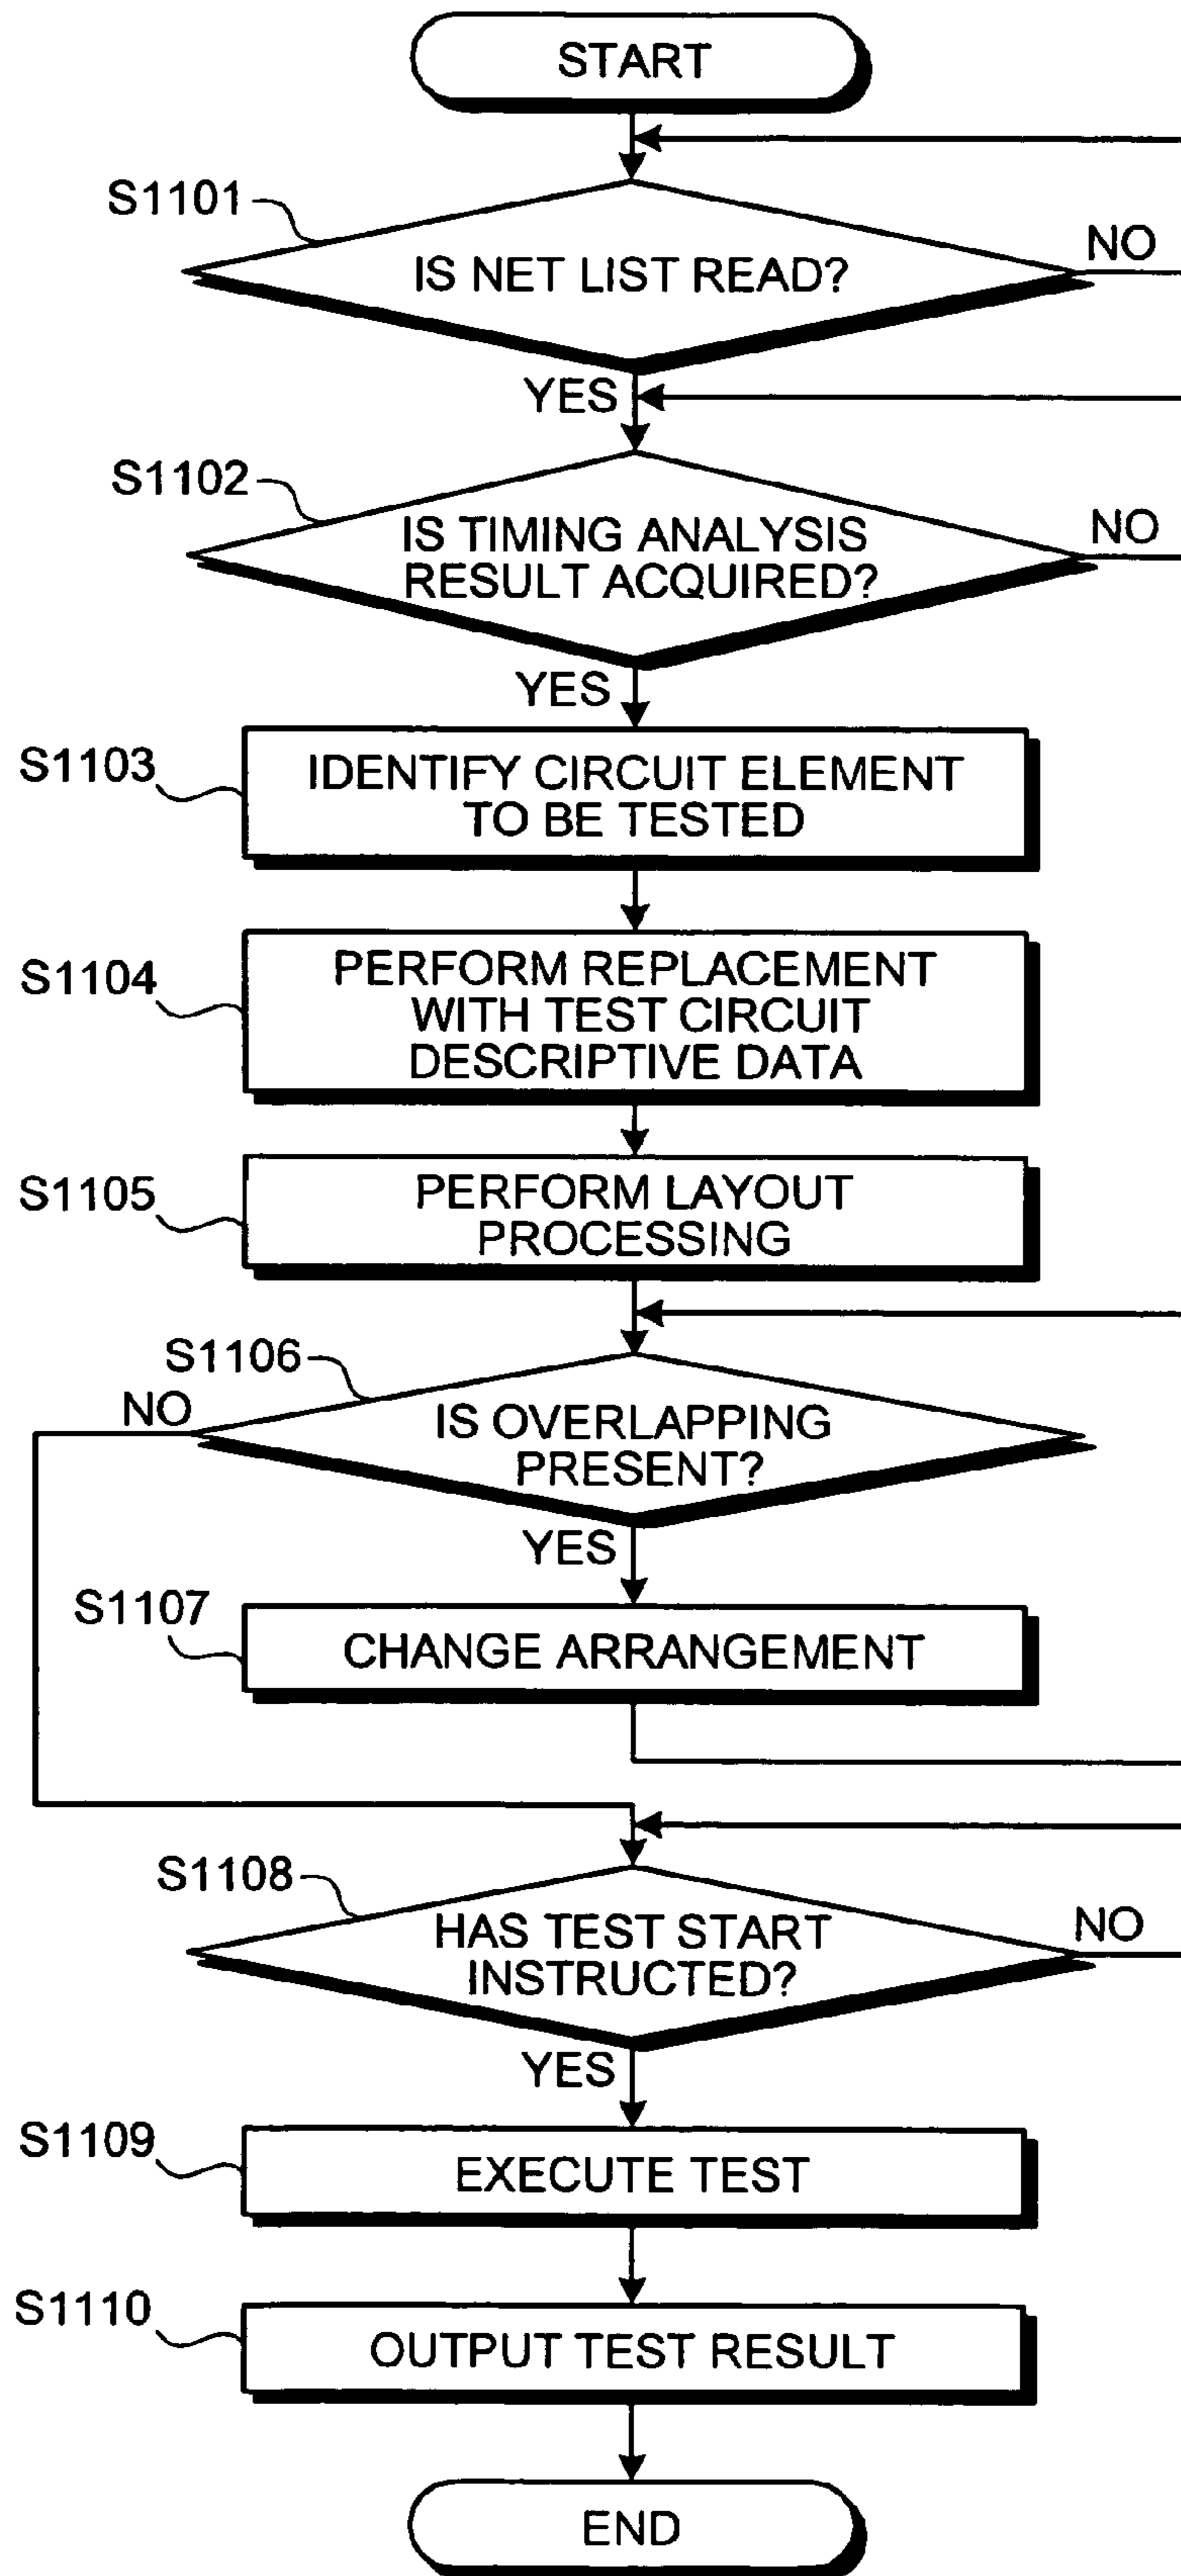 START
S1101
IS NET LIST READ?
NO
YES
S1102
IS TIMING ANALYSIS
RESULT ACQUIRED?
NO
YES
S1103
IDENTIFY CIRCUIT ELEMENT
TO BE TESTED
S1104
PERFORM REPLACEMENT
WITH TEST CIRCUIT
DESCRIPTIVE DATA
S1105
PERFORM LAYOUT
PROCESSING
S1106
NO
IS OVERLAPPING
PRESENT?
YES
S1107
CHANGE ARRANGEMENT
S1108
HAS TEST START
INSTRUCTED?
NO
YES
S1109
EXECUTE TEST
S1110
OUTPUT TEST RESULT
END